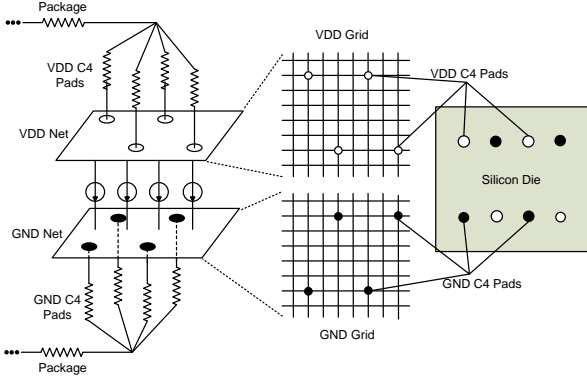 Package
VDD Grid
VDD C4
Pads
VDD C4 Pads
VDD Net
Silicon Die
GND Net
GND C4 Pads
GND C4
Pads
GND Grid
Package